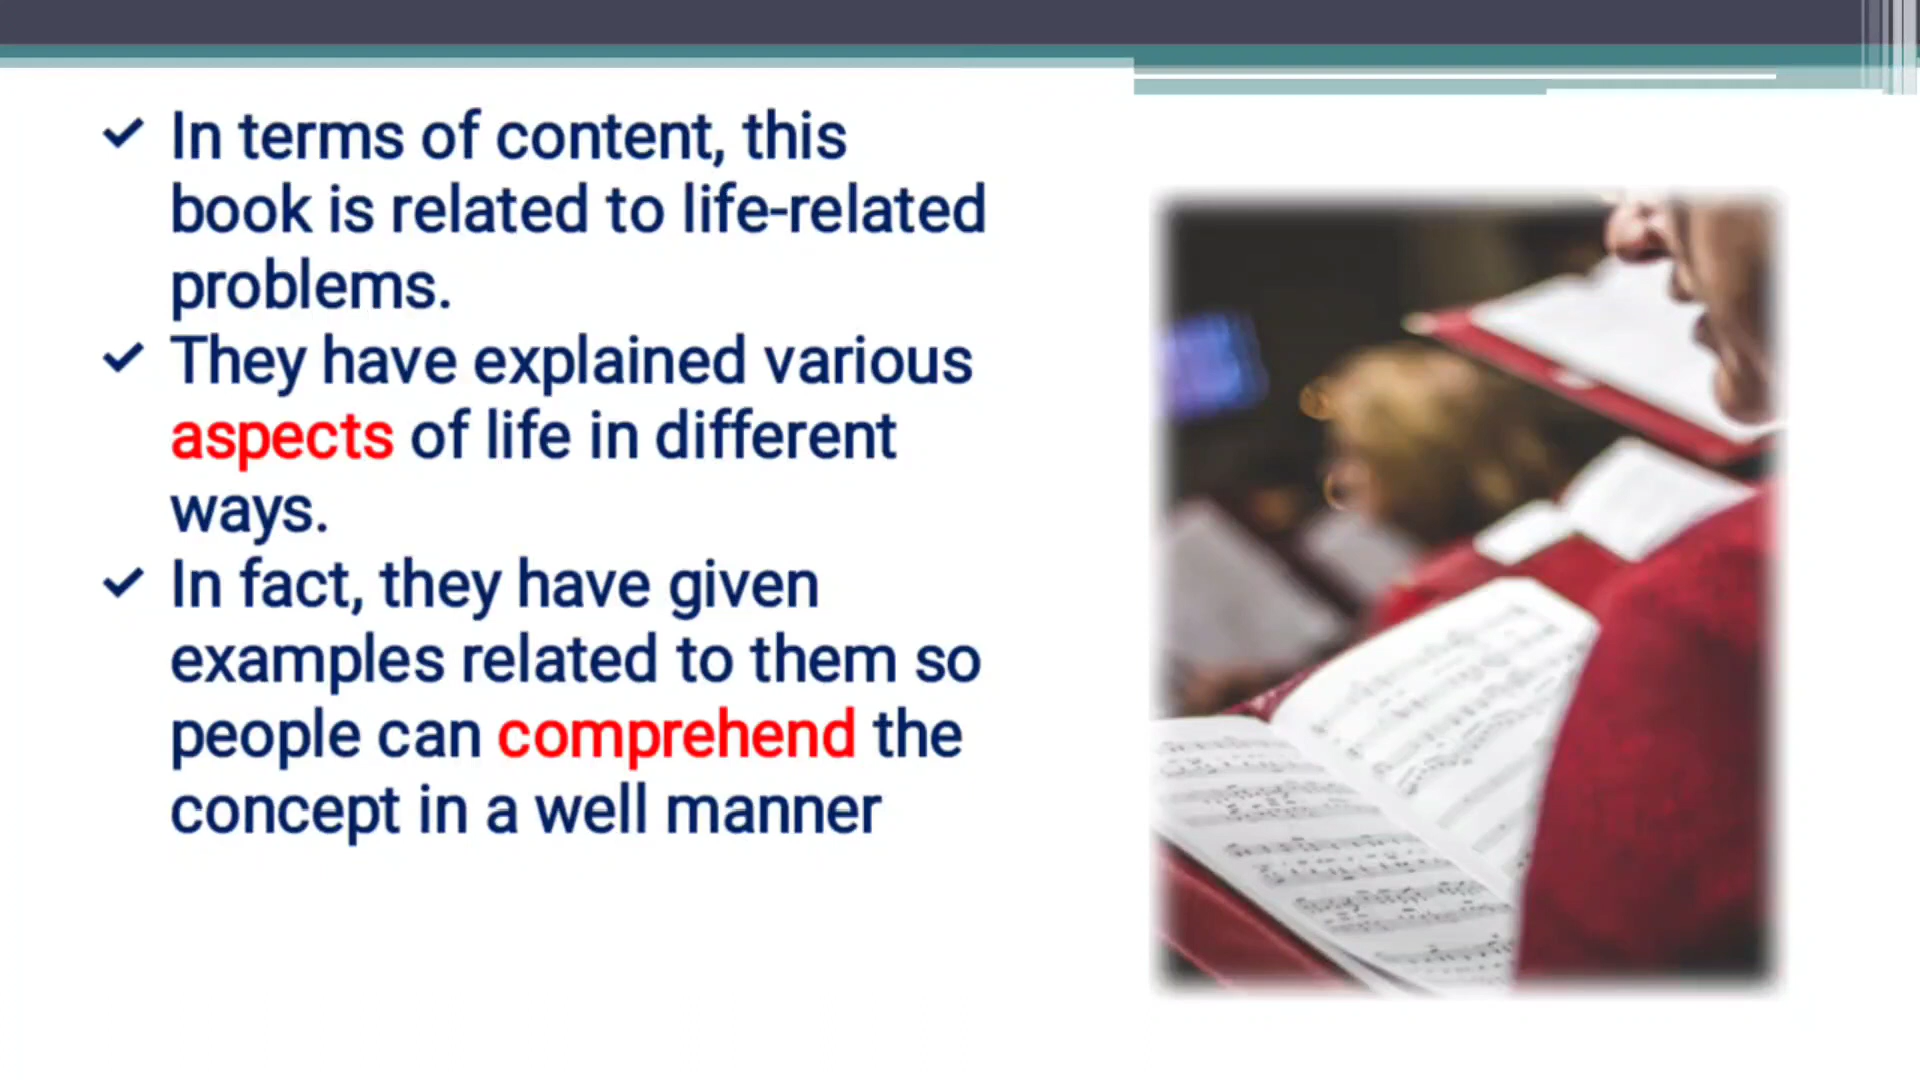 In terms of content, this
book is related to life-related
problems.
They have explained various
aspects of life in different
ways.
In fact, they have given
examples related to them so
people can comprehend the
concept in a well manner